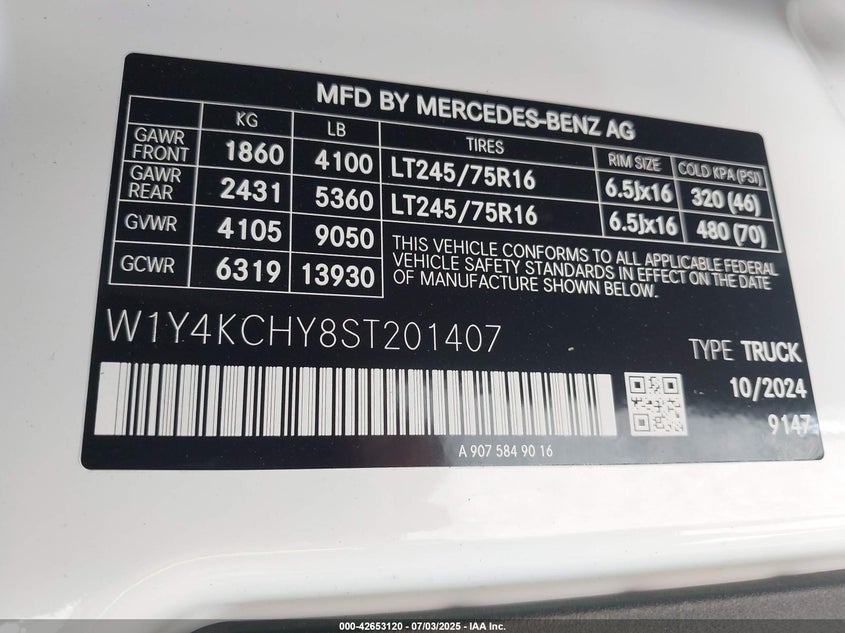 MFD BY MERCEDES-BENZ AG
KG LB TIRES RIM SIZE COLD KPA (PSI)
GAWR FRONT 1860 4100 LT245/75R16 6.5Jx16 320 (46)
GAWR REAR 2431 5360 LT245/75R16 6.5Jx16 480 (70)
GVWR 4105 9050
GCWR 6319 13930
THIS VEHICLE CONFORMS TO ALL APPLICABLE FEDERAL
VEHICLE SAFETY STANDARDS IN EFFECT ON THE DATE
OF MANUFACTURE SHOWN BELOW.
W1Y4KCHY8ST201407
TYPE TRUCK
10/2024
9147
A 907 584 90 16
000-42653120 - 07/03/2025 - IAA Inc.